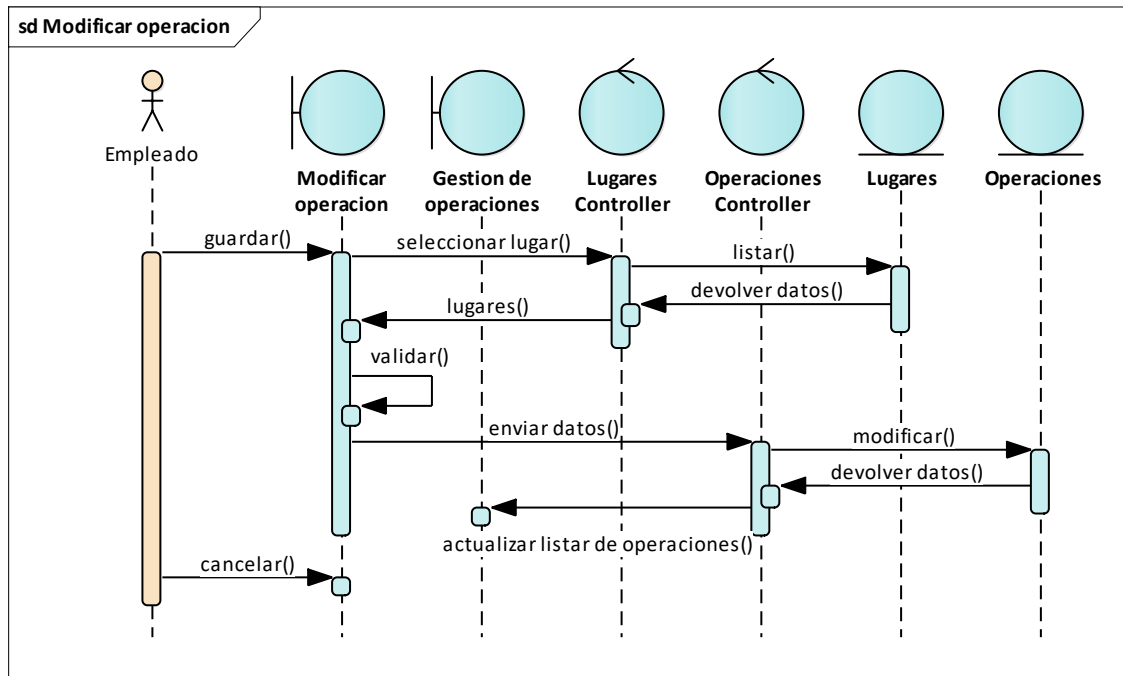 sd Modificar operacion
Empleado
Modificar
operacion
Gestion de
operaciones
Lugares
Controller
Operaciones
Controller
Lugares
Operaciones
guardar()
seleccionar lugar()
listar()
devolver datos()
lugares()
validar()
enviar datos()
modificar()
devolver datos()
actualizar listar de operaciones()
cancelar()